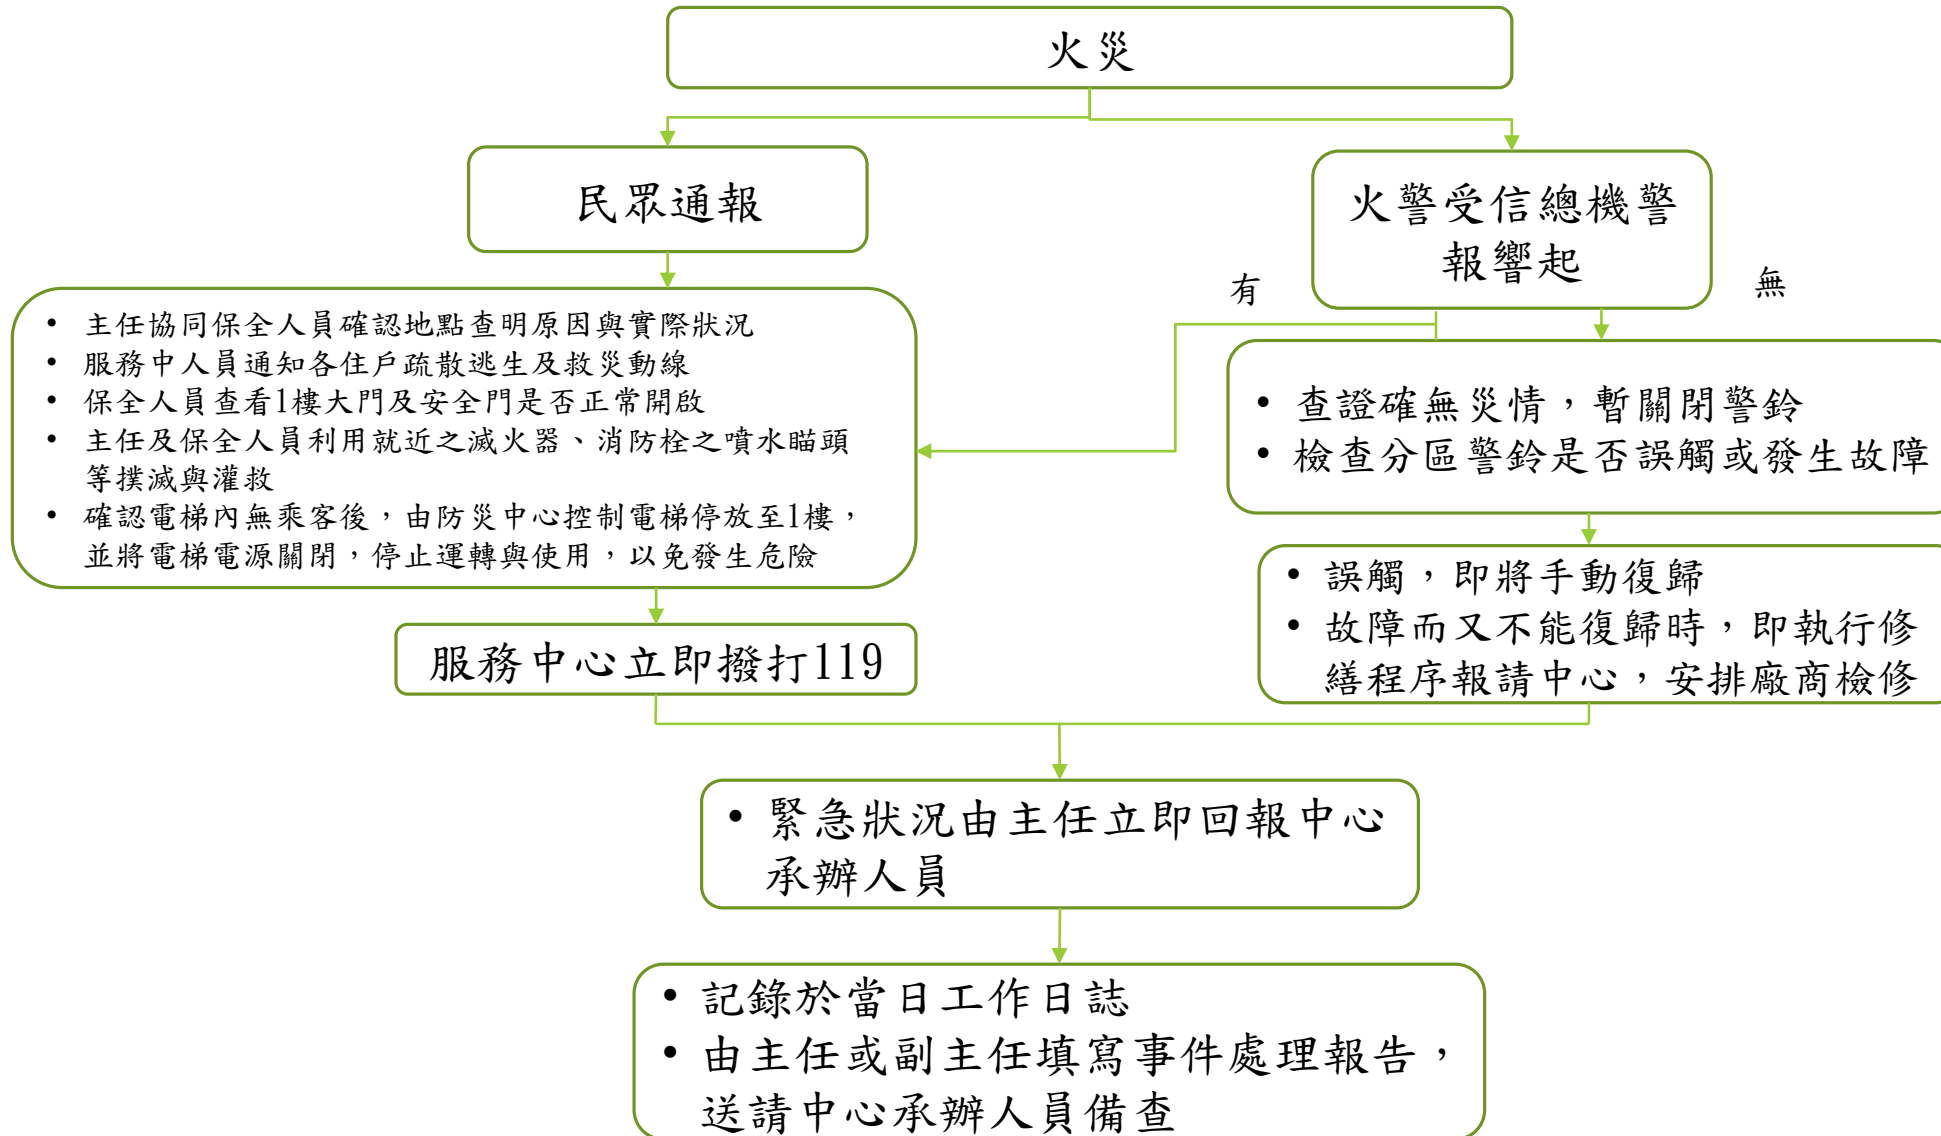 火災
民眾通報
火警受信總機警
報響起
有
無
• 主任協同保全人員確認地點查明原因與實際狀況
• 服務中人員通知各住戶疏散逃生及救災動線
• 保全人員查看1樓大門及安全門是否正常開啟
• 主任及保全人員利用就近之滅火器、消防栓之噴水瞄頭
等撲滅與灌救
• 確認電梯內無乘客後，由防災中心控制電梯停放至1樓，
並將電梯電源關閉，停止運轉與使用，以免發生危險
• 查證確無災情，暫關閉警鈴
• 檢查分區警鈴是否誤觸或發生故障
• 誤觸，即將手動復歸
• 故障而又不能復歸時，即執行修
繕程序報請中心，安排廠商檢修
服務中心立即撥打119
• 緊急狀況由主任立即回報中心
承辦人員
• 記錄於當日工作日誌
• 由主任或副主任填寫事件處理報告，
送請中心承辦人員備查